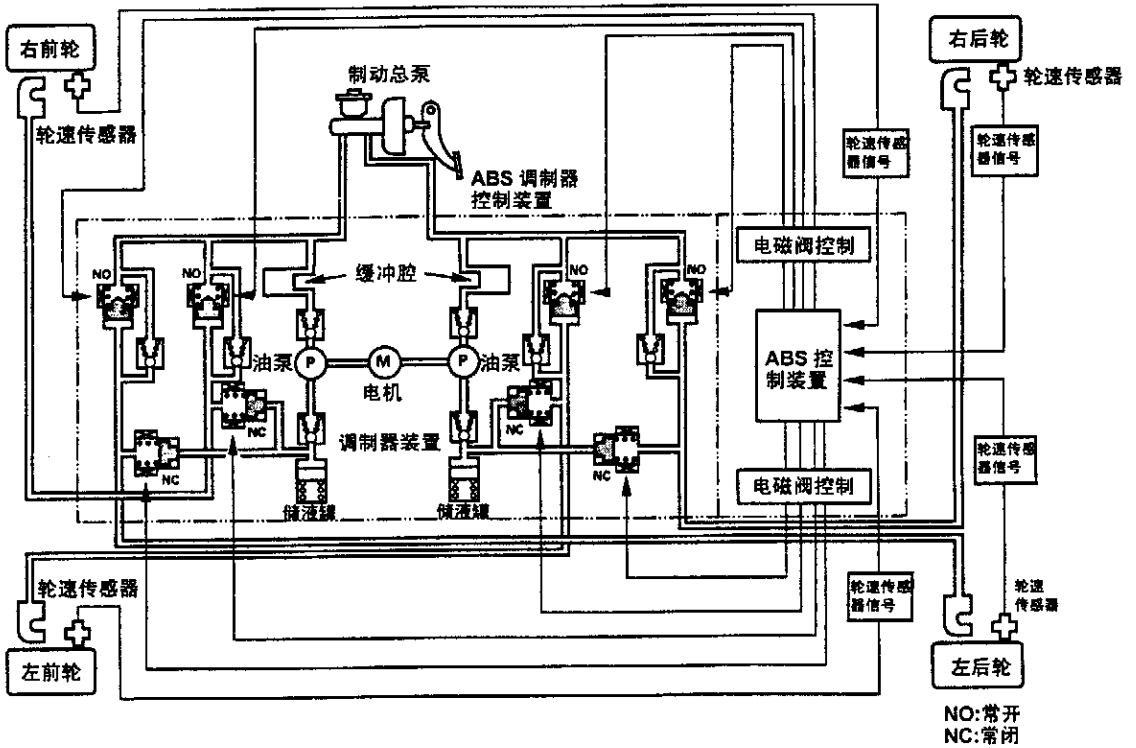 右前轮
轮速传感器
制动总泵
ABS 调制器
控制装置
右后轮
轮速传感器
轮速传感
器信号
轮速传感
器信号
电磁阀控制
NO
NO
缓冲腔
NO
NO
油泵
P
M
P
油泵
电机
ABS 控
制装置
NC
NC
调制器装置
NC
NC
储液罐
储液罐
电磁阀控制
轮速传感
器信号
轮速传感器
轮速传感
器信号
轮速
传感器
左前轮
左后轮
NO:常开
NC:常闭